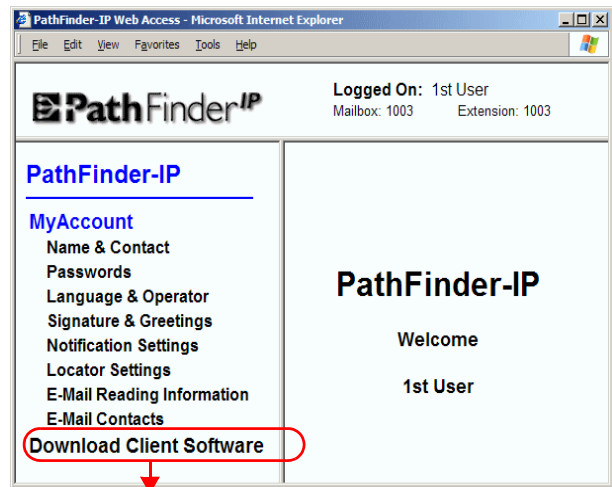 PathFinder-IP Web Access - Microsoft Internet Explorer
File Edit View Favorites Tools Help
PathFinder IP
Logged On: 1st User
Mailbox: 1003 Extension: 1003
PathFinder-IP
MyAccount
Name & Contact
Passwords
Language & Operator
Signature & Greetings
Notification Settings
Locator Settings
E-Mail Reading Information
E-Mail Contacts
Download Client Software
PathFinder-IP
Welcome
1st User